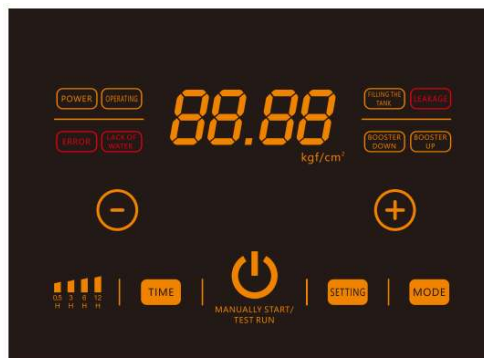 POWER
OPERATING
88.88
FILLING THE
TANK
LEAKAGE
ERROR
LACK OF
WATER
kgf/cm²
BOOSTER
DOWN
BOOSTER
UP
0.5 3 6 12
H H H H
TIME
MANUALLY START/
TEST RUN
SETTING
MODE